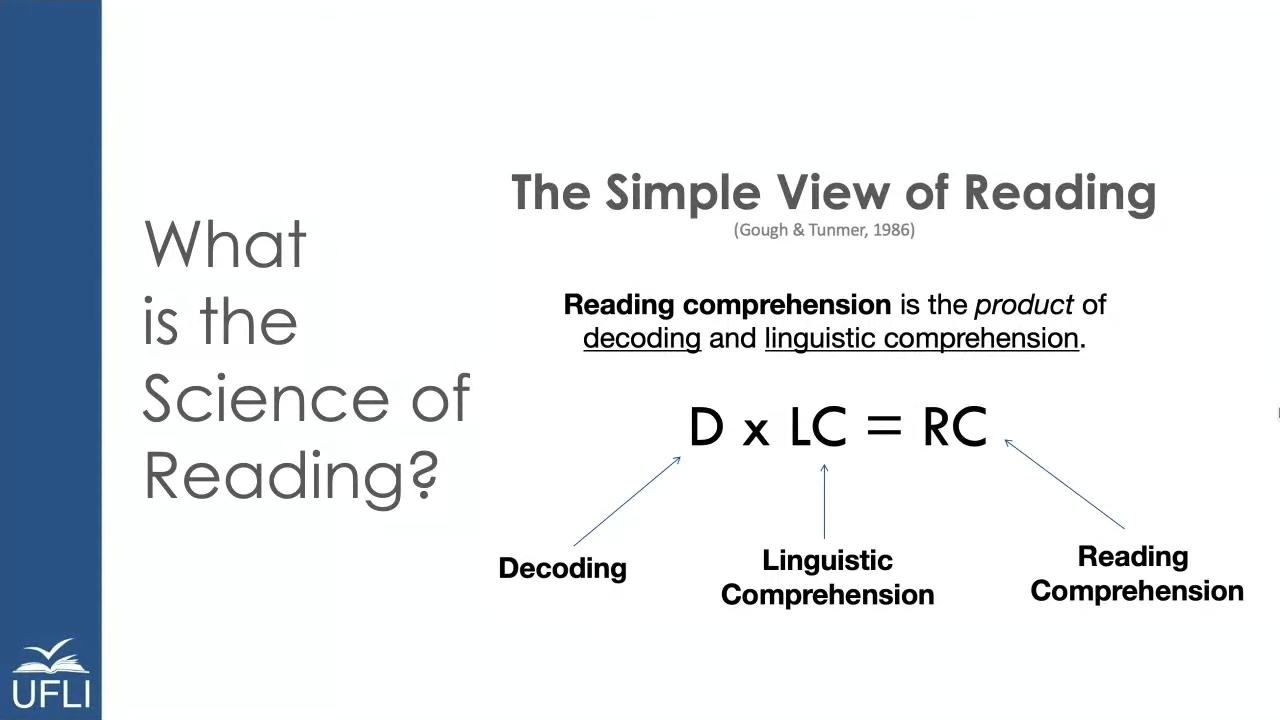 What
is the
Science of
Reading?
The Simple View of Reading
(Gough & Tunmer, 1986)
Reading comprehension is the product of
decoding and linguistic comprehension.
D x LC = RC
Decoding
Linguistic
Comprehension
Reading
Comprehension
UFLI